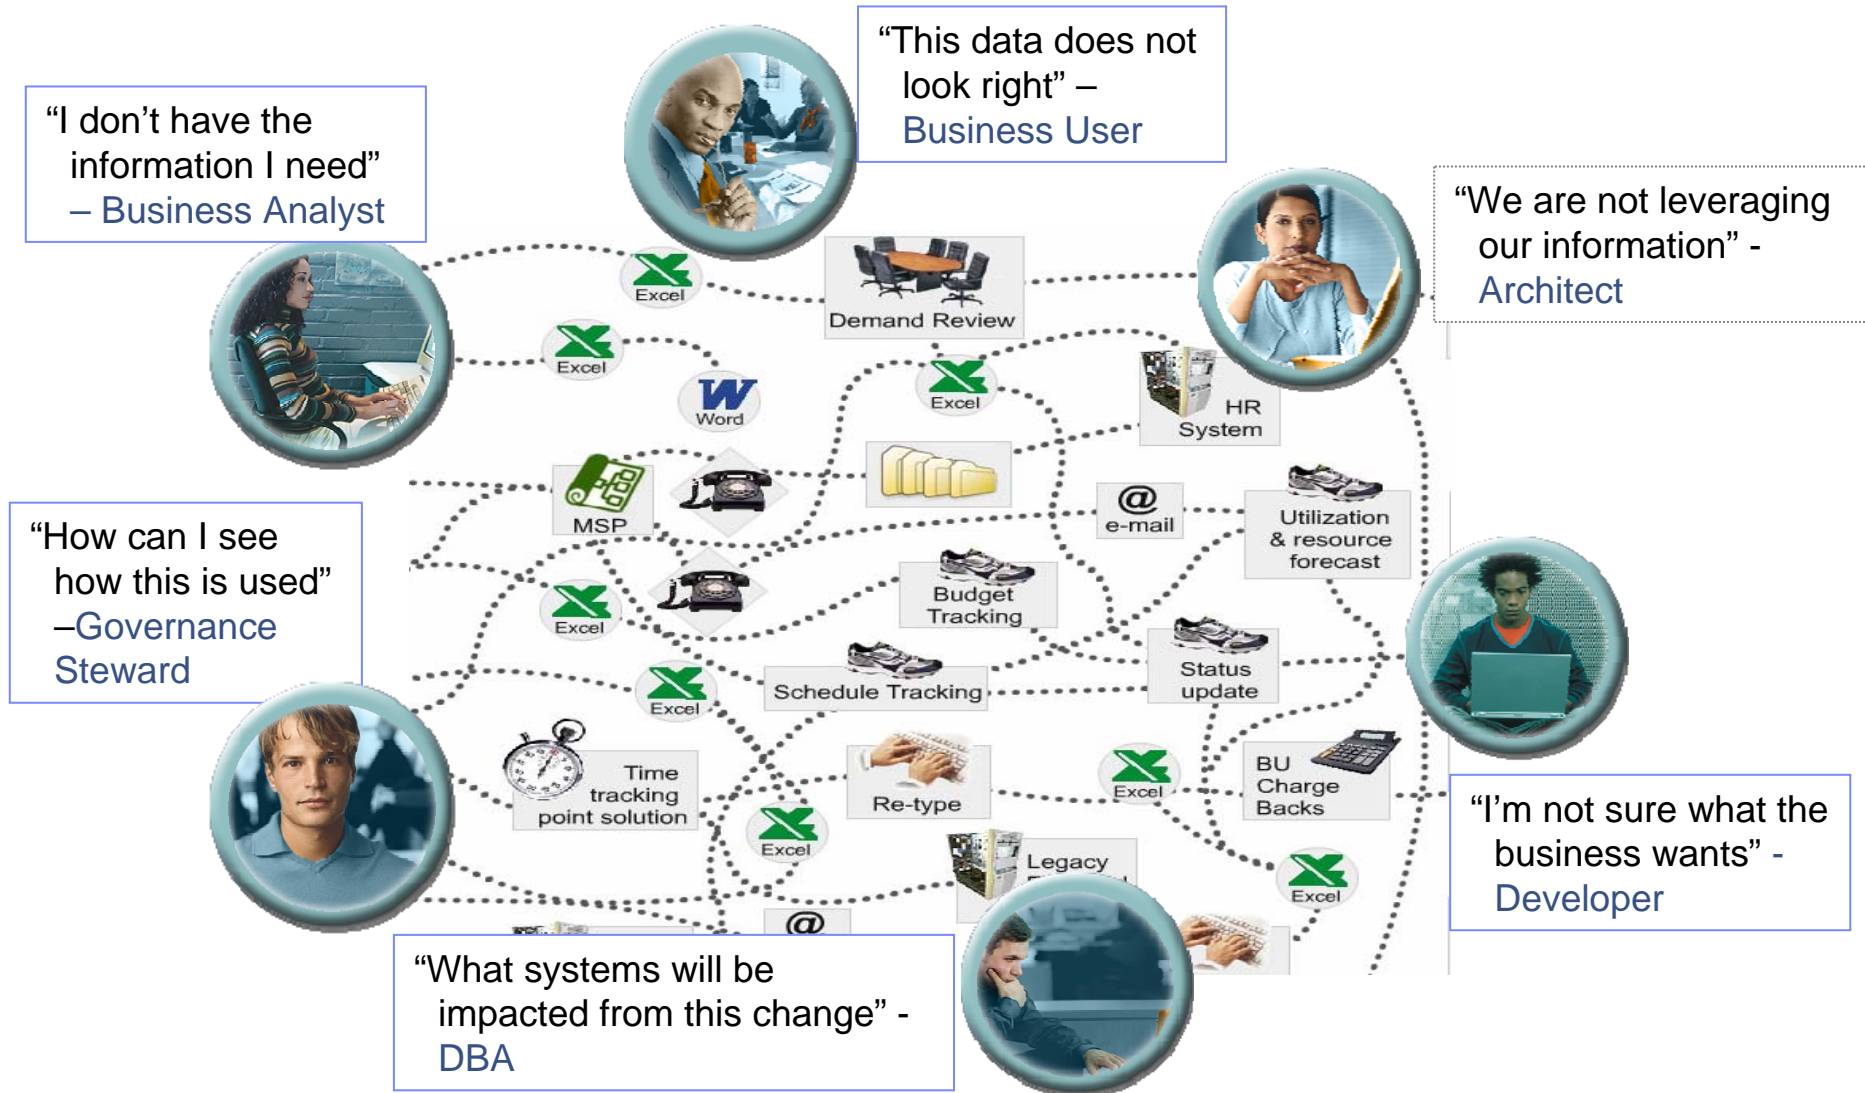 “This data does not
look right” –
Business User
“I don’t have the
information I need”
– Business Analyst
“We are not leveraging
our information” -
Architect
Excel
Demand Review
Excel
Word
Excel
HR
System
MSP
@
e-mail
Utilization
& resource
forecast
“How can I see
how this is used”
–Governance
Steward
Excel
Budget
Tracking
Excel
Schedule Tracking
Status
update
Time
tracking
point solution
Re-type
Excel
BU
Charge
Backs
Excel
Legacy
Excel
@
“I’m not sure what the
business wants” -
Developer
“What systems will be
impacted from this change” -
DBA